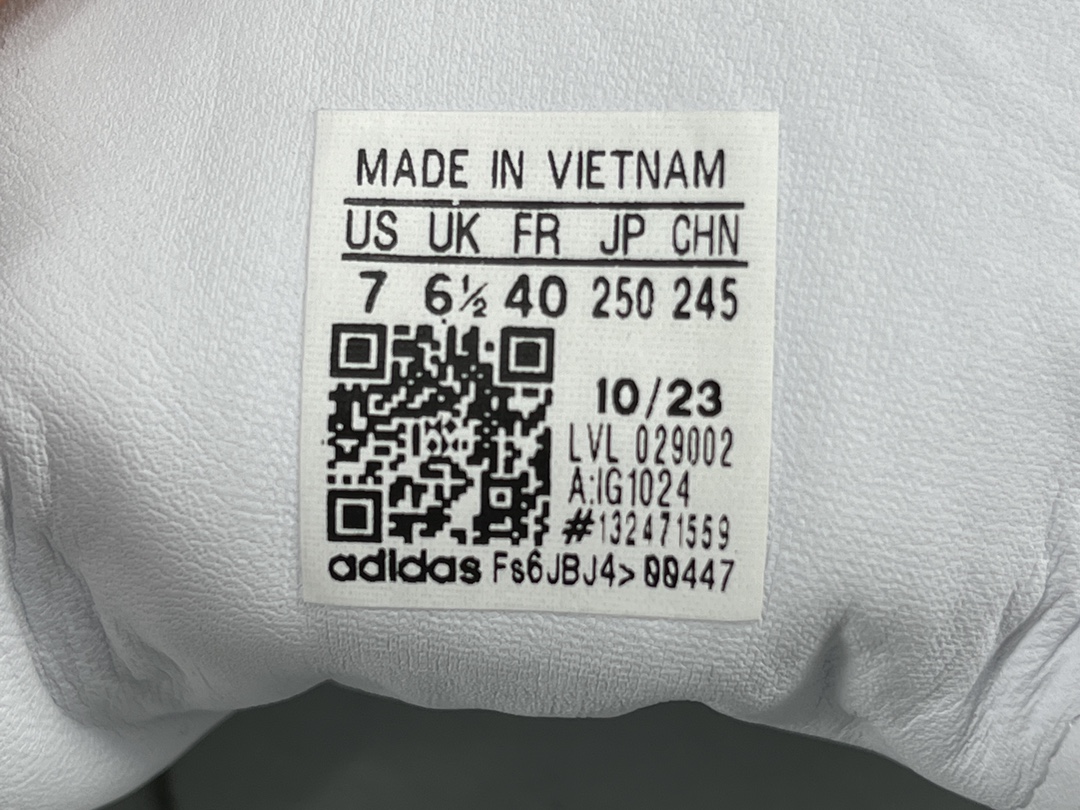 MADE IN VIETNAM
US UK FR JP CHN
7 6½ 40 250 245
10/23
LVL 029002
A:IG1024
#132471559
adidas Fs6JBJ4> 00447